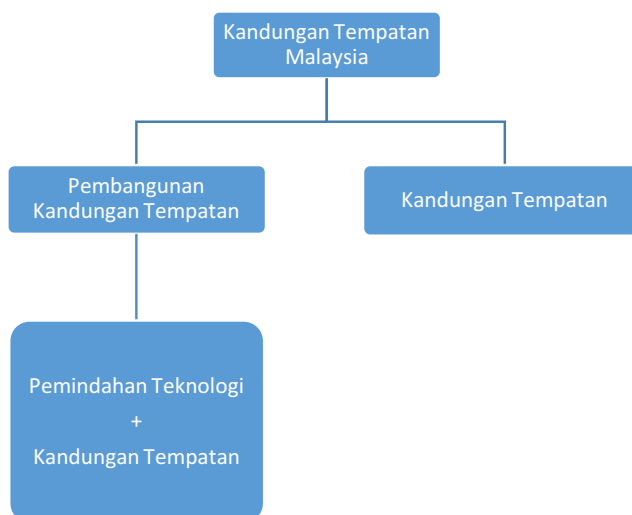 Kandungan Tempatan
Malaysia
Pembangunan
Kandungan Tempatan
Kandungan Tempatan
Pemindahan Teknologi
+
Kandungan Tempatan